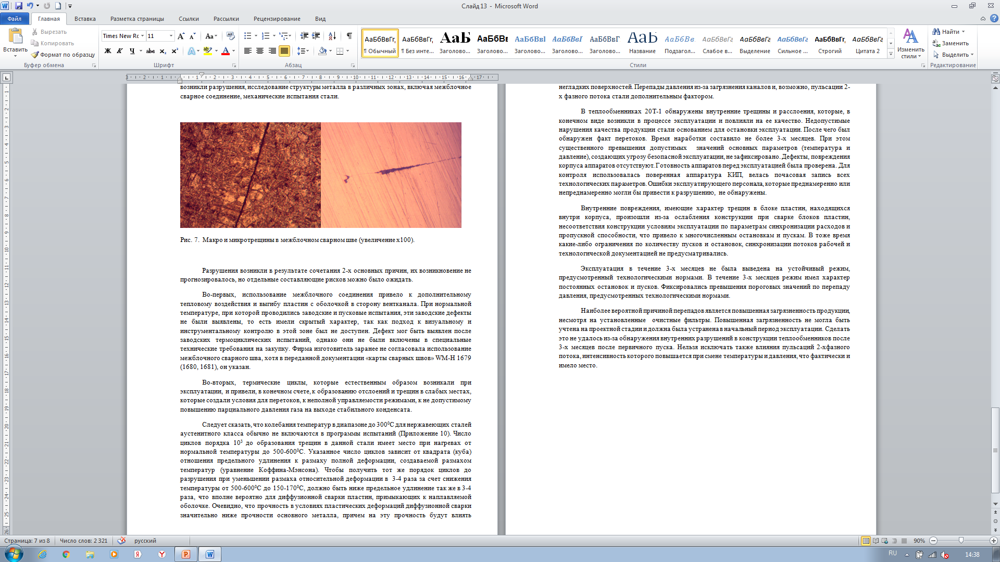 Слайд 13 - Microsoft Word
Файл
Главная
Вставка
Разметка страницы
Ссылки
Рассылки
Рецензирование
Вид
Вставить
Вырезать
Копировать
Формат по образцу
Буфер обмена
Times New Rc
11
Шрифт
Абзац
АаБбВвГг,
АаБбВвГг,
АаБ
АаБбВв
АаБбВвІ
АаБбВвГ
АаБбВвГ
АаБ
АаБбВв.
АаБбВвГг
АаБбВвГг
АаБбВвГг
АаБбВвГг,
АаБбВвГг
¶ Обычный
¶ Без инте...
Заголово...
Заголово...
Заголово...
Заголово...
Заголово...
Название
Подзагол...
Слабое в...
Выделение
Сильное ...
Строгий
Цитата 2
Стили
Изменить стили
Найти
Заменить
Выделить
Редактирование
возникли разрушения, исследование структуры металла в различных зонах, включая межблочное
сварное соединение, механические испытания стали.
Рис. 7. Макро и микротрещины в межблочном сварном шве (увеличение х100).
Разрушения возникли в результате сочетания 2-х основных причин, их возникновение не
прогнозировалось, но отдельные составляющие рисков можно было ожидать.
Во-первых, использование межблочного соединения привело к дополнительному
тепловому воздействия и выгибу пластин с оболочкой в сторону вентканала. При нормальной
температуре, при которой проводились заводские и пусковые испытания, эти заводские дефекты
не были выявлены, то есть имели скрытый характер, так как подход к визуальному и
инструментальному контролю в этой зоне был не доступен. Дефект мог быть выявлен после
заводских термоциклических испытаний, однако они не были включены в специальные
технические требования на закупку. Фирма изготовитель заранее не согласовала использование
межблочного сварного шва, хотя в переданной документации «карты сварных швов» WM-H 1679
(1680, 1681), он указан.
Во-вторых, термические циклы, которые естественным образом возникали при
эксплуатации, и привели, в конечном счете, к образованию отслоений и трещин в слабых местах,
которые создали условия для перетоков, к неполной управляемости режимами, к не допустимому
повышению парциального давления газа на выходе стабильного конденсата.
Следует сказать, что колебания температур в диапазоне до 300⁰С для нержавеющих сталей
аустенитного класса обычно не включаются в программы испытаний (Приложение 10). Число
циклов порядка 10³ до образования трещин в данной стали имеет место при нагревах от
нормальной температуры до 500-600⁰С. Указанное число циклов зависит от квадрата (куба)
отношения предельного удлинения к размаху полной деформации, создаваемой размахом
температур (уравнение Коффина-Мэнсона). Чтобы получить тот же порядок циклов до
разрушения при уменьшении размаха относительной деформации в 3-4 раза за счет снижения
температуры от 500-600⁰С до 150-170⁰С, должно быть ниже предельное удлинение так же в 3-4
раза, что вполне вероятно для диффузионной сварки пластин, примыкающих к наплавляемой
оболочке. Очевидно, что прочность в условиях пластических деформаций диффузионной сварки
значительно ниже прочности основного металла, причем на эту прочность будут влиять
негладких поверхностей. Перепады давления из-за загрязнения каналов и, возможно, пульсации 2-
х фазного потока стали дополнительным фактором.
В теплообменниках 20Т-1 обнаружены внутренние трещины и расслоения, которые, в
конечном виде возникли в процессе эксплуатации и повлияли на ее качество. Недопустимые
нарушения качества продукции стали основанием для остановки эксплуатации. После чего был
обнаружен факт перетоков. Время наработки составило не более 3-х месяцев. При этом
существенного превышения допустимых значений основных параметров (температура и
давление), создающих угрозу безопасной эксплуатации, не зафиксировано. Дефекты, повреждения
корпуса аппаратов отсутствуют. Готовность аппаратов перед эксплуатацией была проверена. Для
контроля использовалась поверенная аппаратура КИП, велась почасовая запись всех
технологических параметров. Ошибки эксплуатирующего персонала, которые преднамеренно или
непреднамеренно могли бы привести к разрушению, не обнаружены.
Внутренние повреждения, имеющие характер трещин в блоке пластин, находящихся
внутри корпуса, произошли из-за ослабления конструкции при сварке блоков пластин,
несоответствия конструкции условиям эксплуатации по параметрам синхронизации расходов и
пропускной способности, что привело к многочисленным остановкам и пускам. В тоже время
какие-либо ограничения по количеству пусков и остановок, синхронизации потоков рабочей и
технологической документацией не предусматривались.
Эксплуатация в течение 3-х месяцев не была выведена на устойчивый режим,
предусмотренный технологическими нормами. В течение 3-х месяцев режим имел характер
постоянных остановок и пусков. Фиксировались превышения пороговых значений по перепаду
давления, предусмотренных технологическими нормами.
Наиболее вероятной причиной перепадов является повышенная загрязненность продукции,
несмотря на установленные очистные фильтры. Повышенная загрязненность не могла быть
учтена на проектной стадии и должна была устранена в начальный период эксплуатации. Сделать
это не удалось из-за обнаружения внутренних разрушений в конструкции теплообменников после
3-х месяцев после первичного пуска. Нельзя исключать также влияния пульсаций 2-хфазного
потока, интенсивность которого повышается при смене температуры и давления, что фактически и
имело место.
Страница: 7 из 8
Число слов: 2 321
русский
90%
RU
14:38